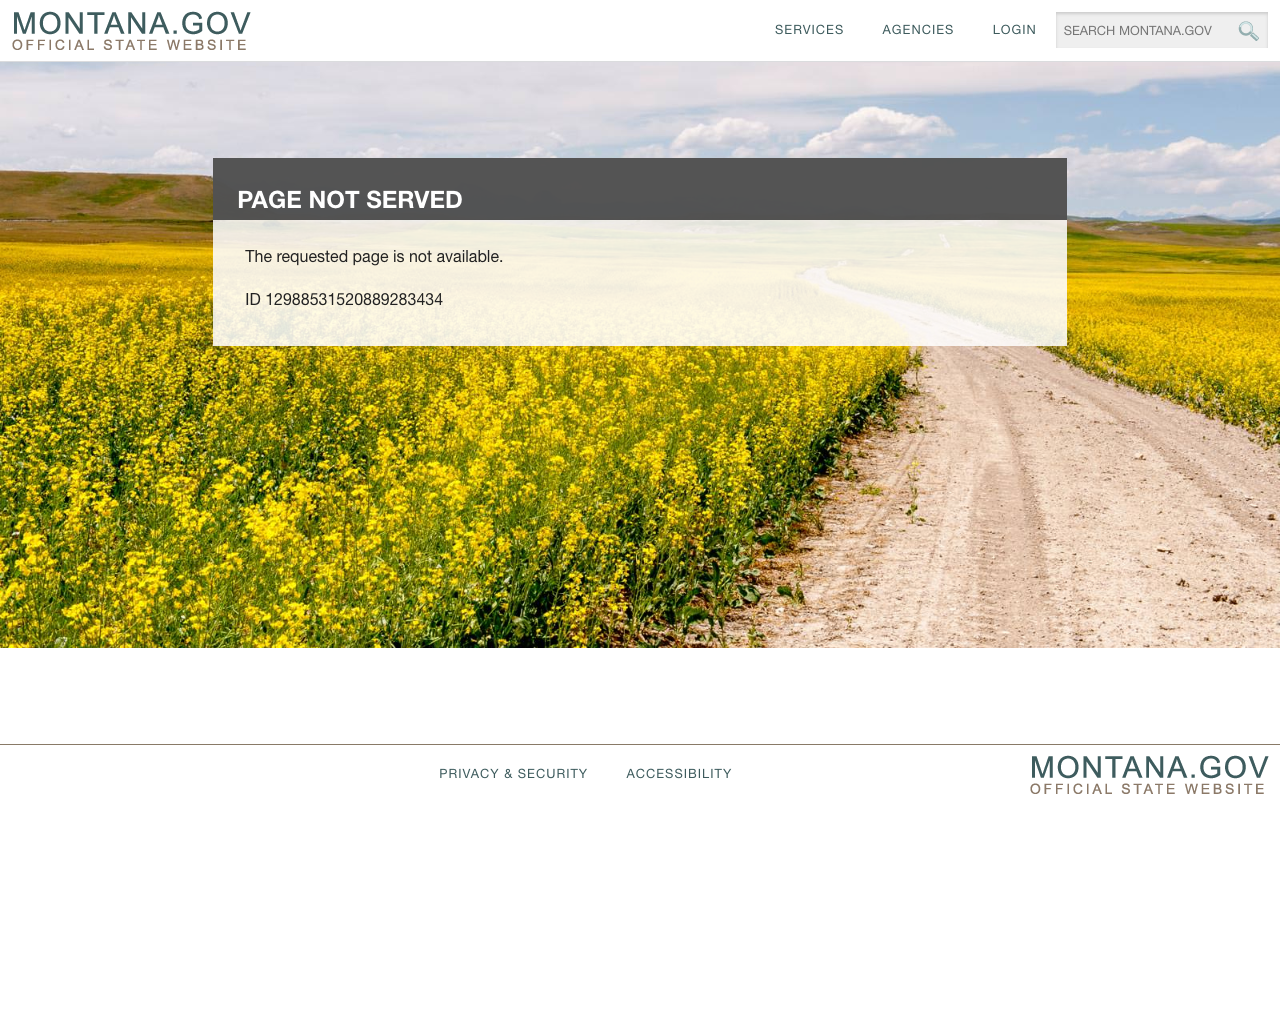 MONTANA.GOV
OFFICIAL STATE WEBSITE
SERVICES
AGENCIES
LOGIN
SEARCH MONTANA.GOV
PAGE NOT SERVED
The requested page is not available.
ID 12988531520889283434
PRIVACY & SECURITY
ACCESSIBILITY
MONTANA.GOV
OFFICIAL STATE WEBSITE